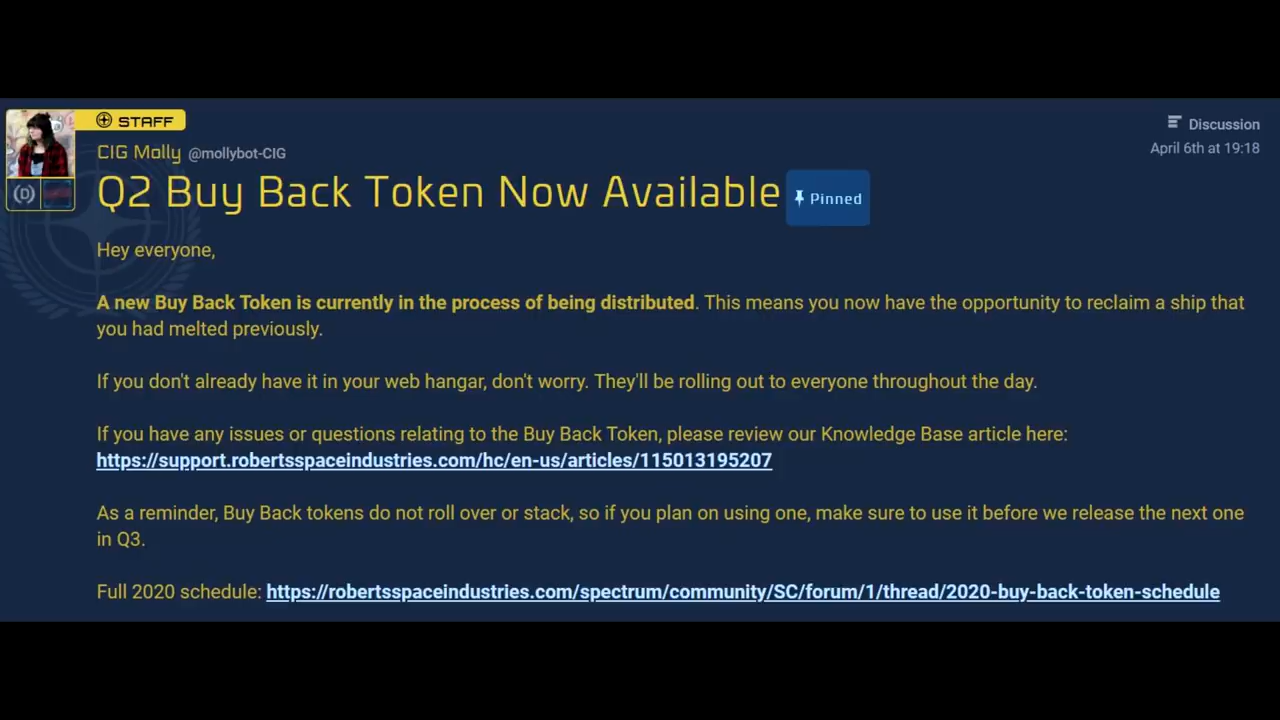 STAFF
Discussion
CIG Molly @mollybot-CIG
April 6th at 19:18
Q2 Buy Back Token Now Available
Pinned
Hey everyone,
A new Buy Back Token is currently in the process of being distributed. This means you now have the opportunity to reclaim a ship that
you had melted previously.
If you don't already have it in your web hangar, don't worry. They'll be rolling out to everyone throughout the day.
If you have any issues or questions relating to the Buy Back Token, please review our Knowledge Base article here:
https://support.robertsspaceindustries.com/hc/en-us/articles/115013195207
As a reminder, Buy Back tokens do not roll over or stack, so if you plan on using one, make sure to use it before we release the next one
in Q3.
Full 2020 schedule: https://robertsspaceindustries.com/spectrum/community/SC/forum/1/thread/2020-buy-back-token-schedule